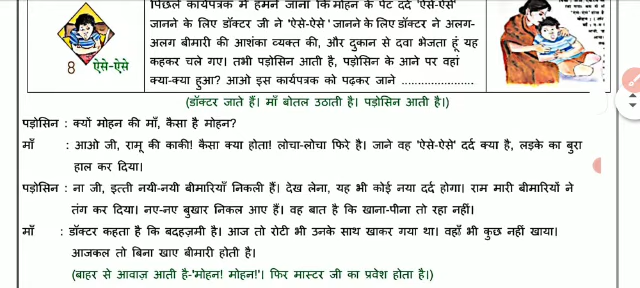 पिछले कार्यपत्रक में हमने जाना कि मोहन के पेट दर्द 'ऐसे-ऐसे'
जानने के लिए डॉक्टर जी ने 'ऐसे-ऐसे ' जानने के लिए डॉक्टर ने अलग-
अलग बीमारी की आशंका व्यक्त की, और दुकान से दवा भेजता हूं यह
कहकर चले गए। तभी पड़ोसिन आती है, पड़ोसिन के आने पर वहां
क्या-क्या हुआ? आओ इस कार्यपत्रक को पढ़कर जाने ........................
8 ऐसे-ऐसे
(डॉक्टर जाते हैं। माँ बोतल उठाती है। पड़ोसिन आती है।)
पड़ोसिन : क्यों मोहन की माँ, कैसा है मोहन?
माँ : आओ जी, रामू की काकी! कैसा क्या होता! लोचा-लोचा फिरे है। जाने वह 'ऐसे-ऐसे' दर्द क्या है, लड़के का बुरा
हाल कर दिया।
पड़ोसिन : ना जी, इत्ती नयी-नयी बीमारियाँ निकली हैं। देख लेना, यह भी कोई नया दर्द होगा। राम मारी बीमारियों ने
तंग कर दिया। नए-नए बुखार निकल आए हैं। वह बात है कि खाना-पीना तो रहा नहीं।
माँ : डॉक्टर कहता है कि बदहज़मी है। आज तो रोटी भी उनके साथ खाकर गया था। वहाँ भी कुछ नहीं खाया।
आजकल तो बिना खाए बीमारी होती है।
(बाहर से आवाज़ आती है-'मोहन! मोहन!'। फिर मास्टर जी का प्रवेश होता है।)